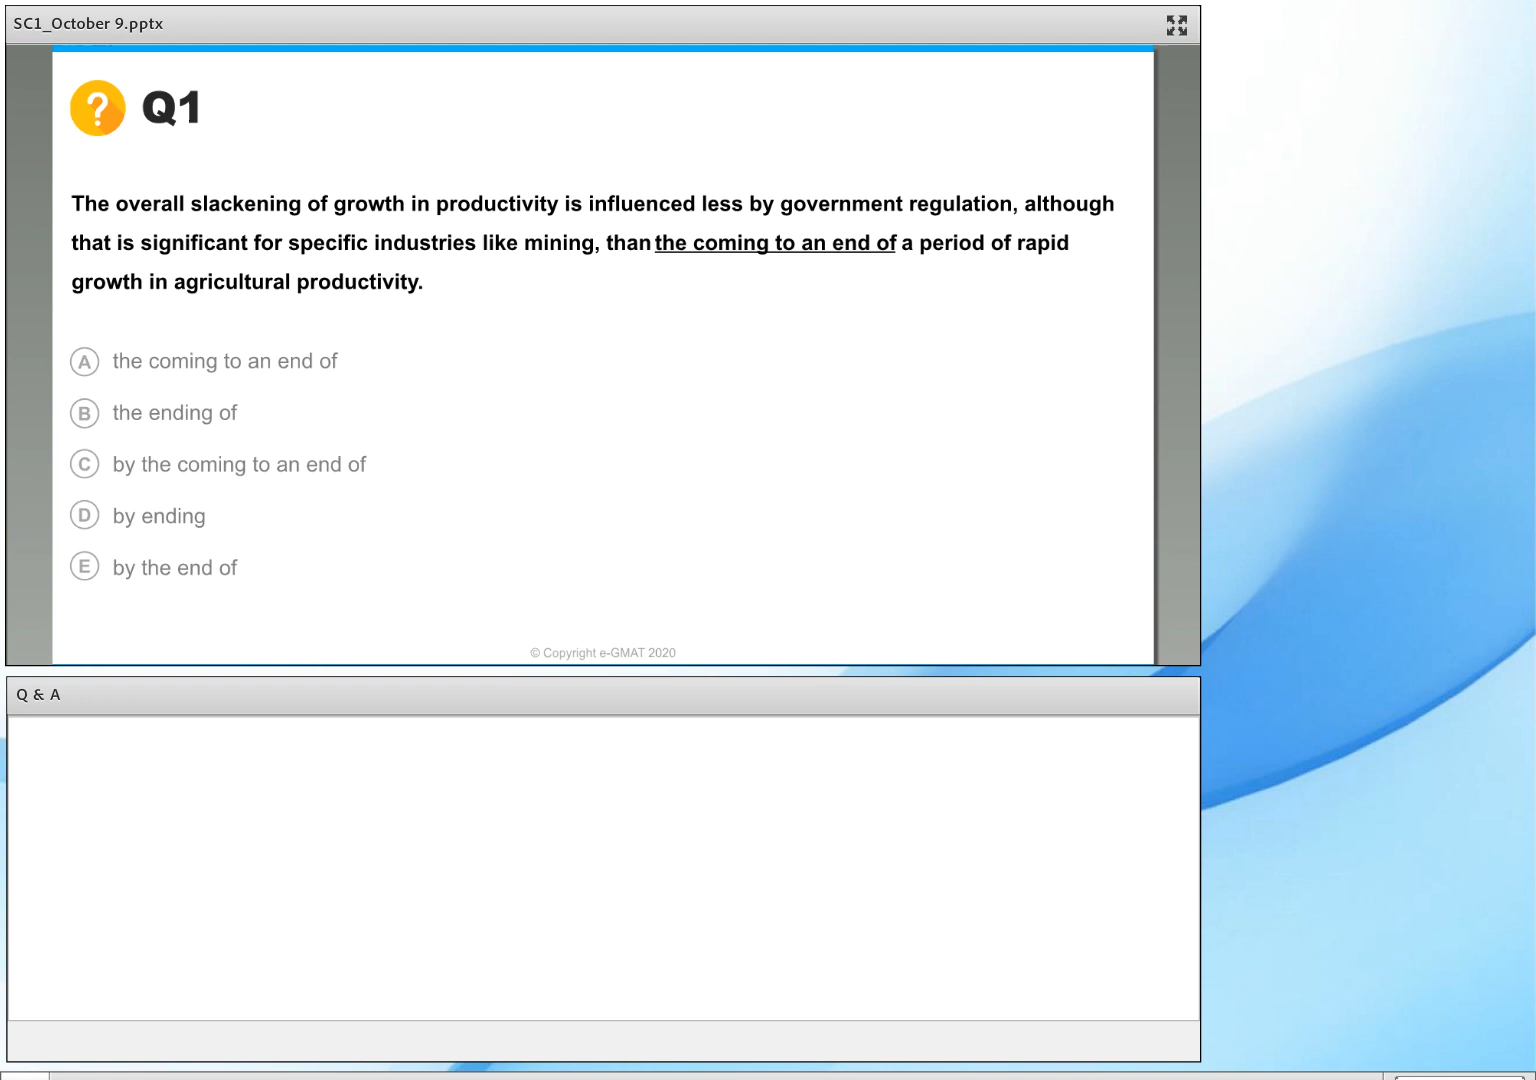 SC1_October 9.pptx
? Q1
The overall slackening of growth in productivity is influenced less by government regulation, although
that is significant for specific industries like mining, than the coming to an end of a period of rapid
growth in agricultural productivity.
A the coming to an end of
B the ending of
C by the coming to an end of
D by ending
E by the end of
© Copyright e-GMAT 2020
Q & A